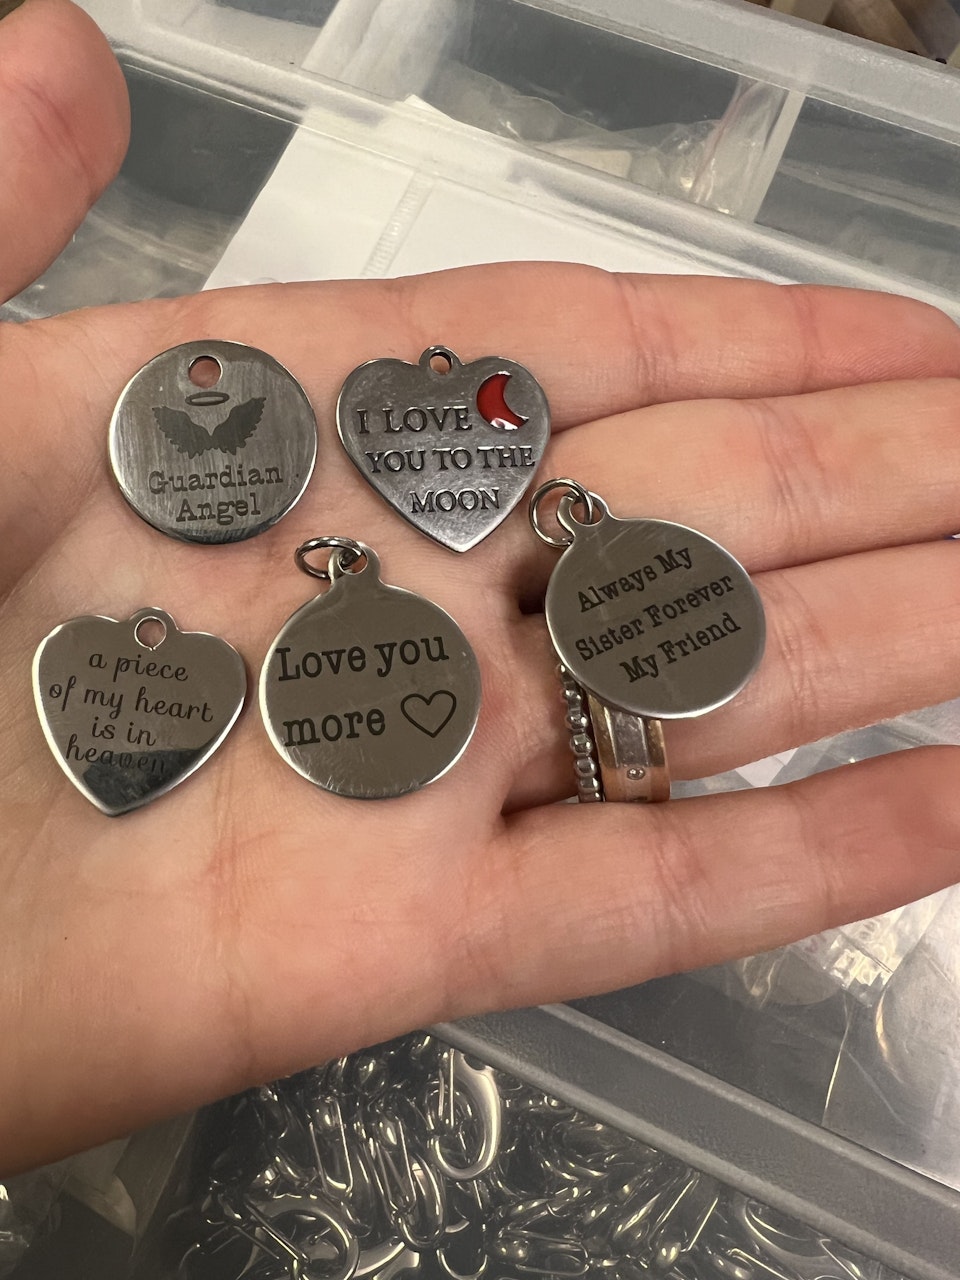 Guardian
Angel
I LOVE
YOU TO THE
MOON
Always My
Sister Forever
My Friend
a piece
of my heart
is in
heaven
Love you
more